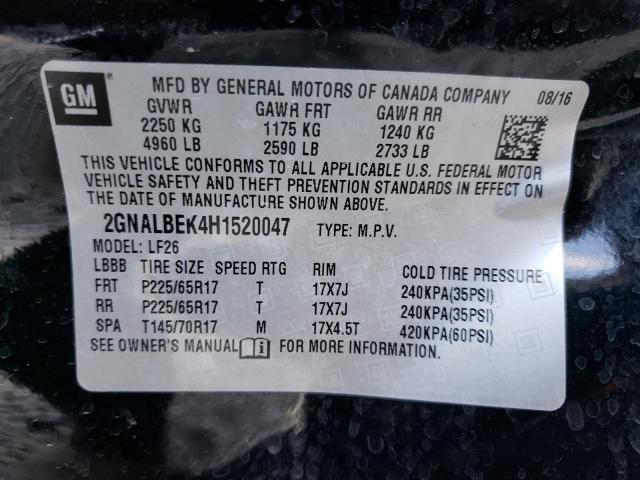 GM
MFD BY GENERAL MOTORS OF CANADA COMPANY 08/16
GVWR GAWR FRT GAWR RR
2250 KG 1175 KG 1240 KG
4960 LB 2590 LB 2733 LB
THIS VEHICLE CONFORMS TO ALL APPLICABLE U.S. FEDERAL MOTOR
VEHICLE SAFETY AND THEFT PREVENTION STANDARDS IN EFFECT ON
THE DATE OF MANUFACTURE SHOWN ABOVE.
2GNALBEK4H1520047 TYPE: M.P.V.
MODEL: LF26
LBBB TIRE SIZE SPEED RTG RIM COLD TIRE PRESSURE
FRT P225/65R17 T 17X7J 240KPA(35PSI)
RR P225/65R17 T 17X7J 240KPA(35PSI)
SPA T145/70R17 M 17X4.5T 420KPA(60PSI)
SEE OWNER'S MANUAL FOR MORE INFORMATION.